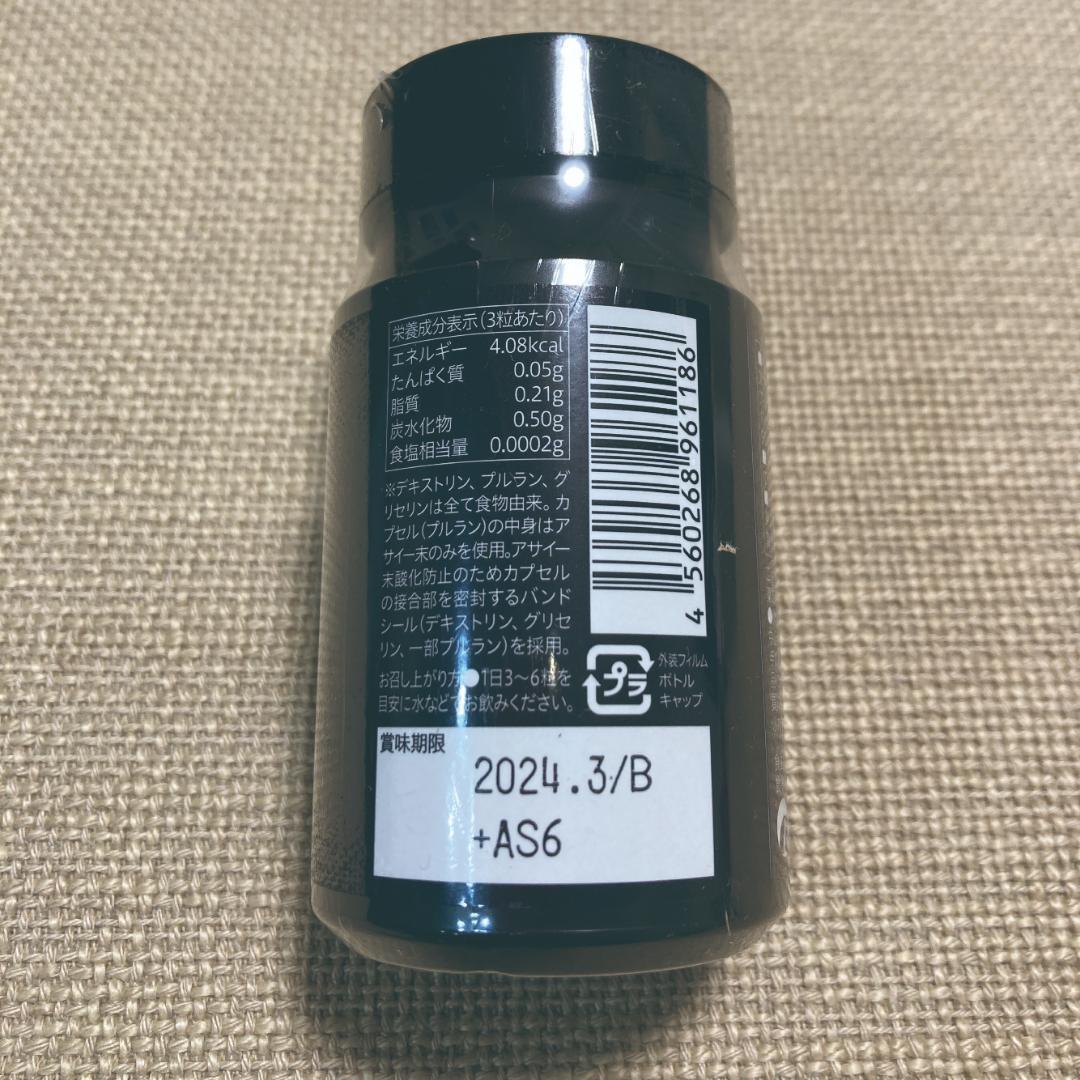 栄養成分表示(3粒あたり)
エネルギー 4.08kcal
たんぱく質 0.05g
脂質 0.21g
炭水化物 0.50g
食塩相当量 0.0002g
※デキストリン、プルラン、グ
リセリンは全て食物由来。カ
プセル(プルラン)の中身はア
サイー末のみを使用。アサイー
末酸化防止のためカプセル
の接合部を密封するバンド
シール(デキストリン、グリセ
リン、一部プルラン)を採用。
お召し上がり方●1日3〜6粒を
目安に水などでお飲みください。
4 560268 961186
プラ
外装フィルム
ボトル
キャップ
賞味期限
2024.3/B
+AS6